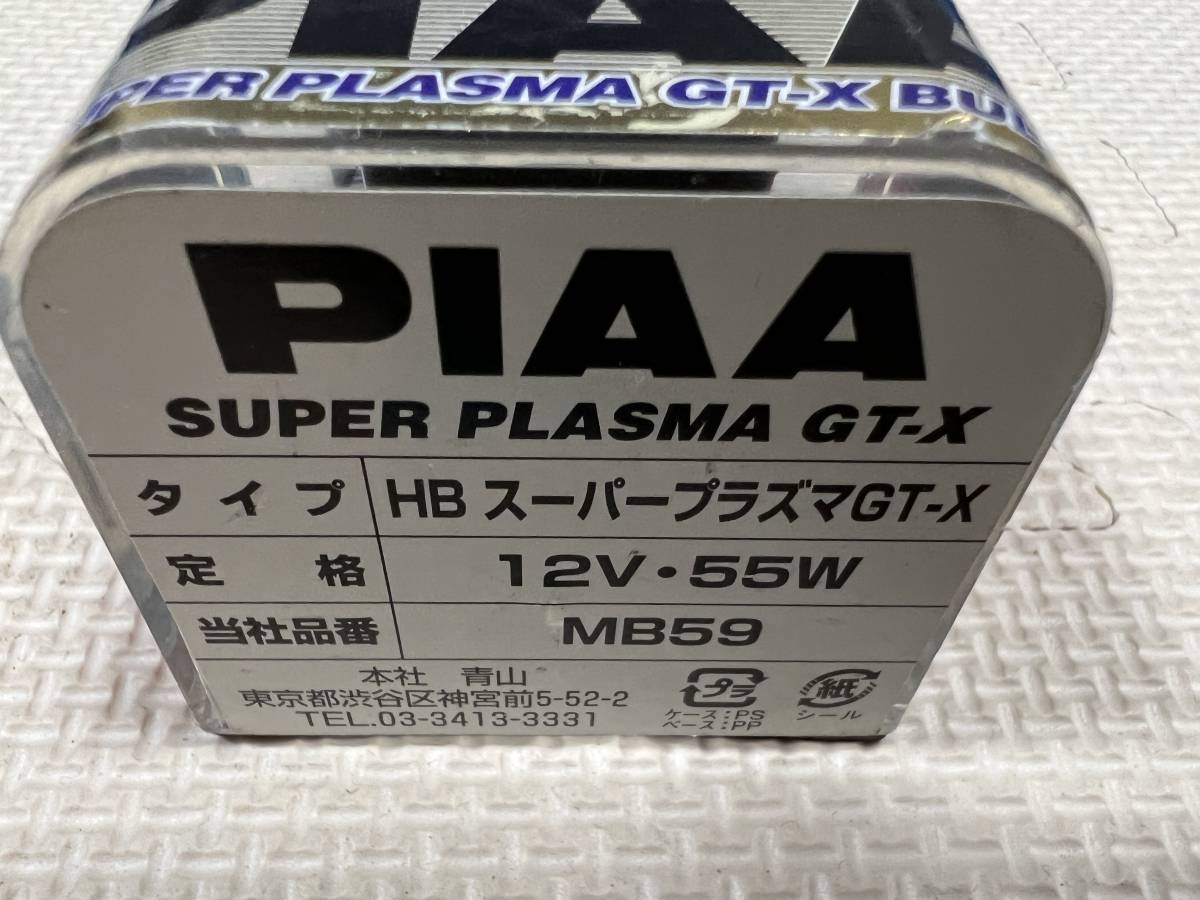 PIAA
SUPER PLASMA GT-X BUL
PIAA
SUPER PLASMA GT-X
タイプ HB スーパープラズマGT-X
定格 12V・55W
当社品番 MB59
本社 青山
東京都渋谷区神宮前5-52-2
TEL.03-3413-3331
プラ
ケース:PS
ベース:PP
紙
シール